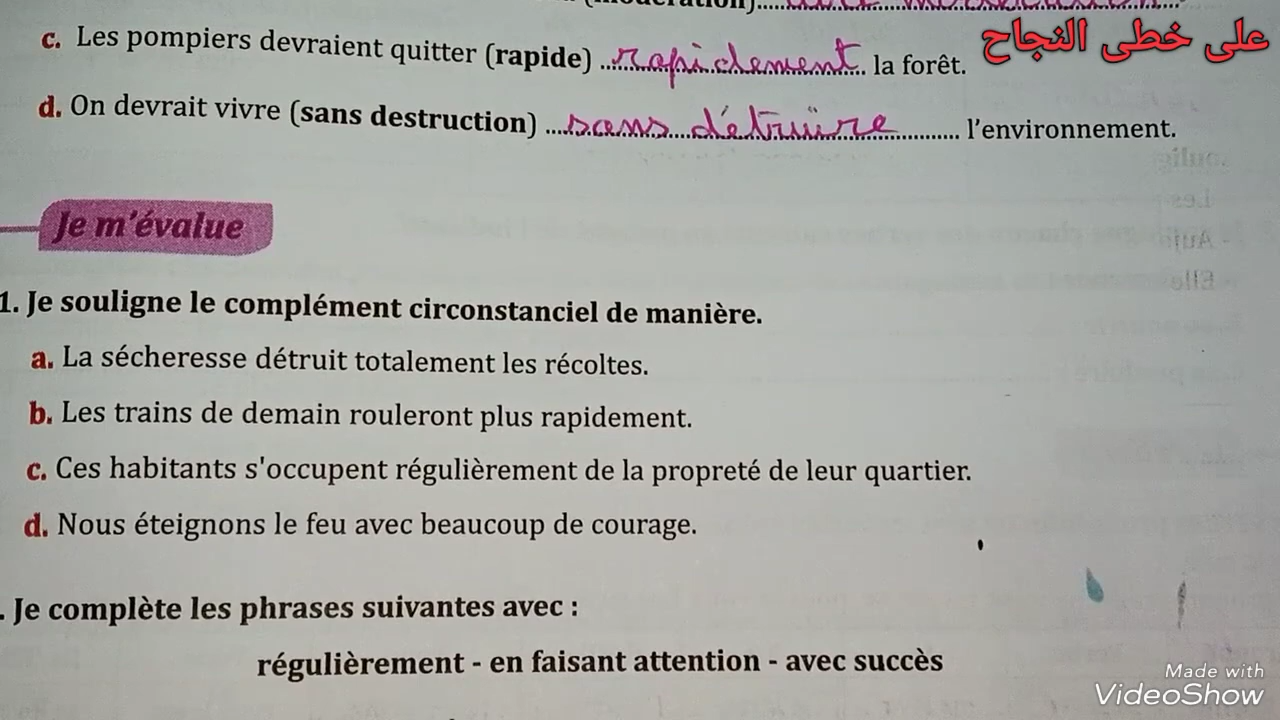 c. Les pompiers devraient quitter (rapide) ...rapidement... la forêt.
على خطى النجاح
d. On devrait vivre (sans destruction) ...sans détruire... l'environnement.
Je m'évalue
1. Je souligne le complément circonstanciel de manière.
a. La sécheresse détruit totalement les récoltes.
b. Les trains de demain rouleront plus rapidement.
c. Ces habitants s'occupent régulièrement de la propreté de leur quartier.
d. Nous éteignons le feu avec beaucoup de courage.
. Je complète les phrases suivantes avec :
régulièrement - en faisant attention - avec succès
Made with
VideoShow